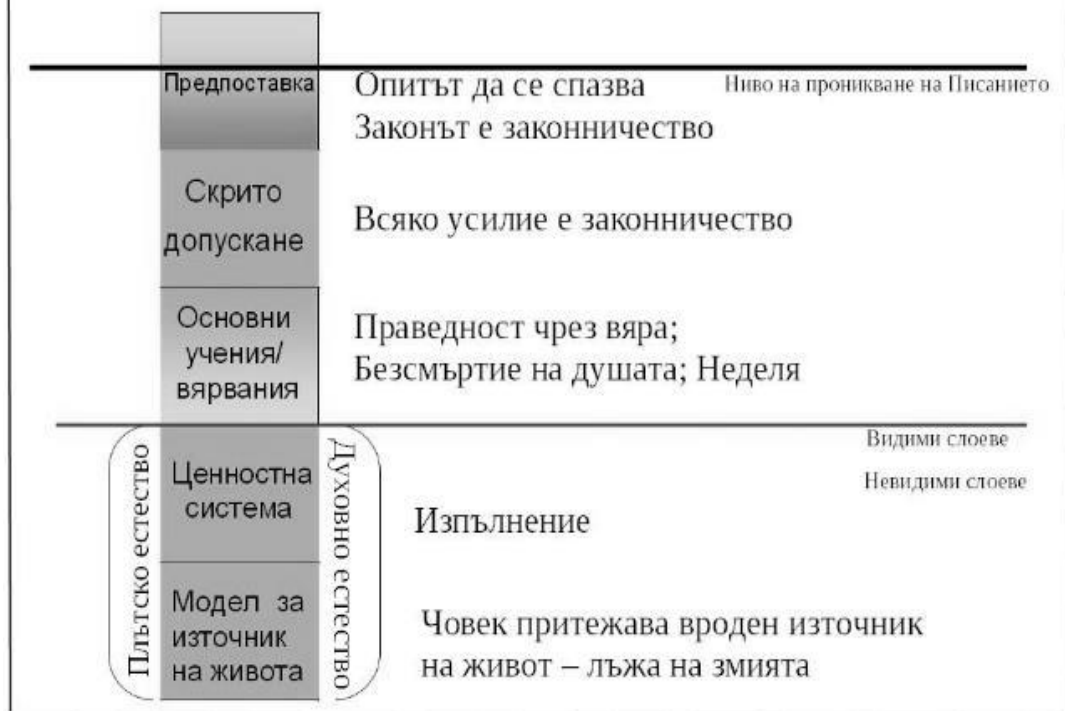 Предпоставка
Опитът да се спазва
Законът е законничество
Ниво на проникване на Писанието
Скрито
допускане
Всяко усилие е законничество
Основни
учения/
вярвания
Праведност чрез вяра;
Безсмъртие на душата; Неделя
Видими слоеве
Невидими слоеве
Плътско естество
Ценностна
система
Духовно естество
Изпълнение
Модел за
източник
на живота
Човек притежава вроден източник
на живот – лъжа на змията